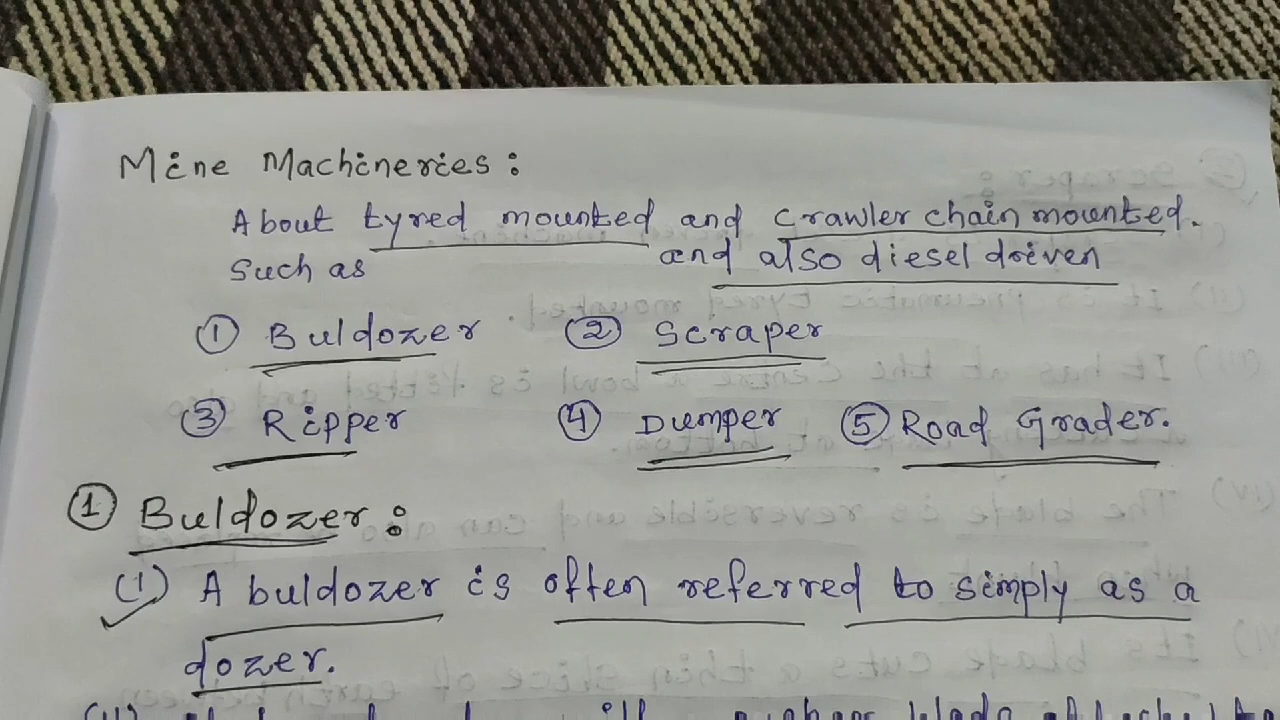 Mine Machineries :
About tyred mounted and crawler chain mounted.
Such as and also diesel driven
① Buldozer ② Scraper
③ Ripper ④ Dumper ⑤ Road Grader.
① Buldozer :
(i) A buldozer is often referred to simply as a
dozer.